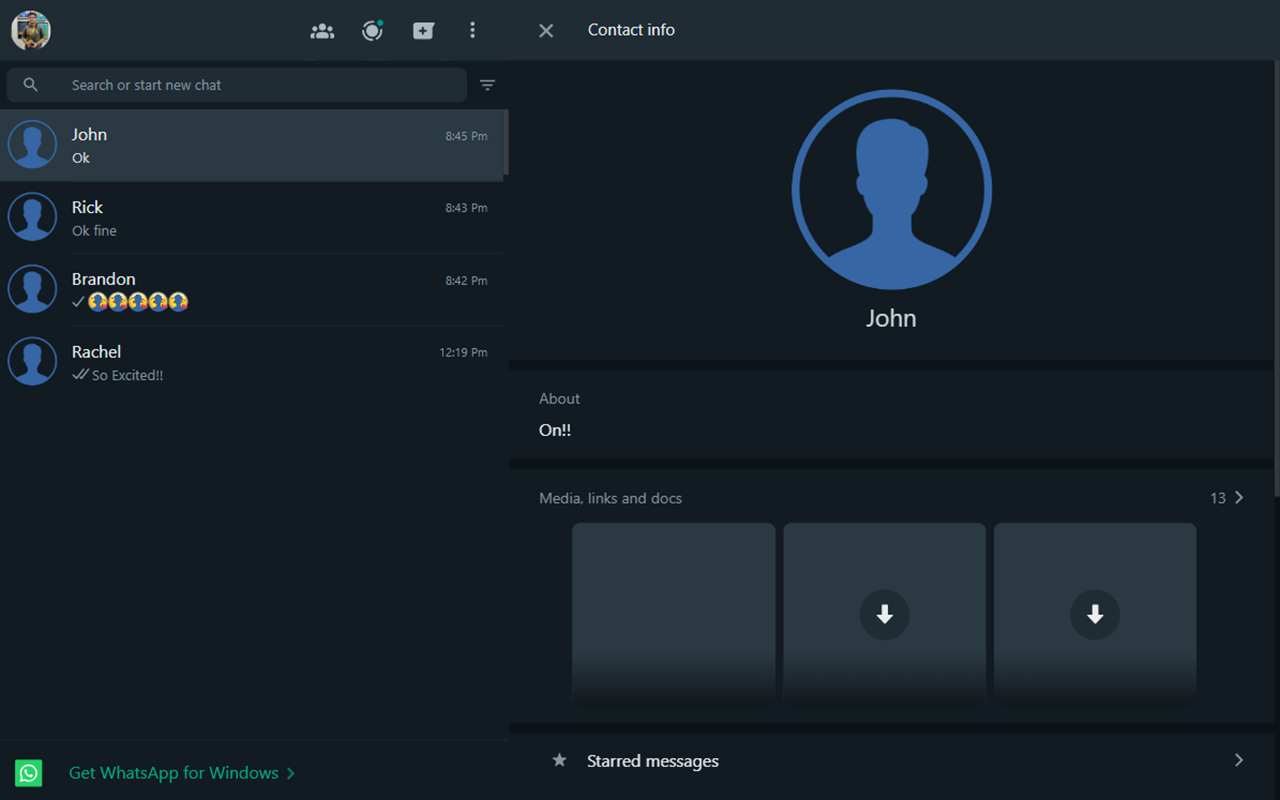 Contact info
Search or start new chat
John
8:45 Pm
Ok
Rick
8:43 Pm
Ok fine
Brandon
8:42 Pm
Rachel
12:19 Pm
So Excited!!
Get WhatsApp for Windows
John
About
On!!
Media, links and docs
13
Starred messages